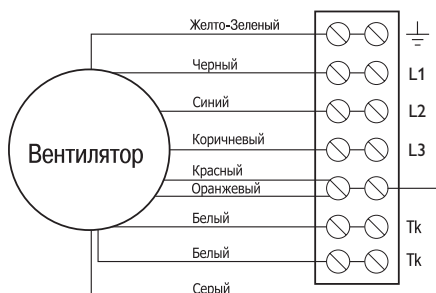 Желто-Зеленый
Черный L1
Синий L2
Коричневый L3
Красный
Оранжевый
Вентилятор
Белый Tk
Белый Tk
Серый